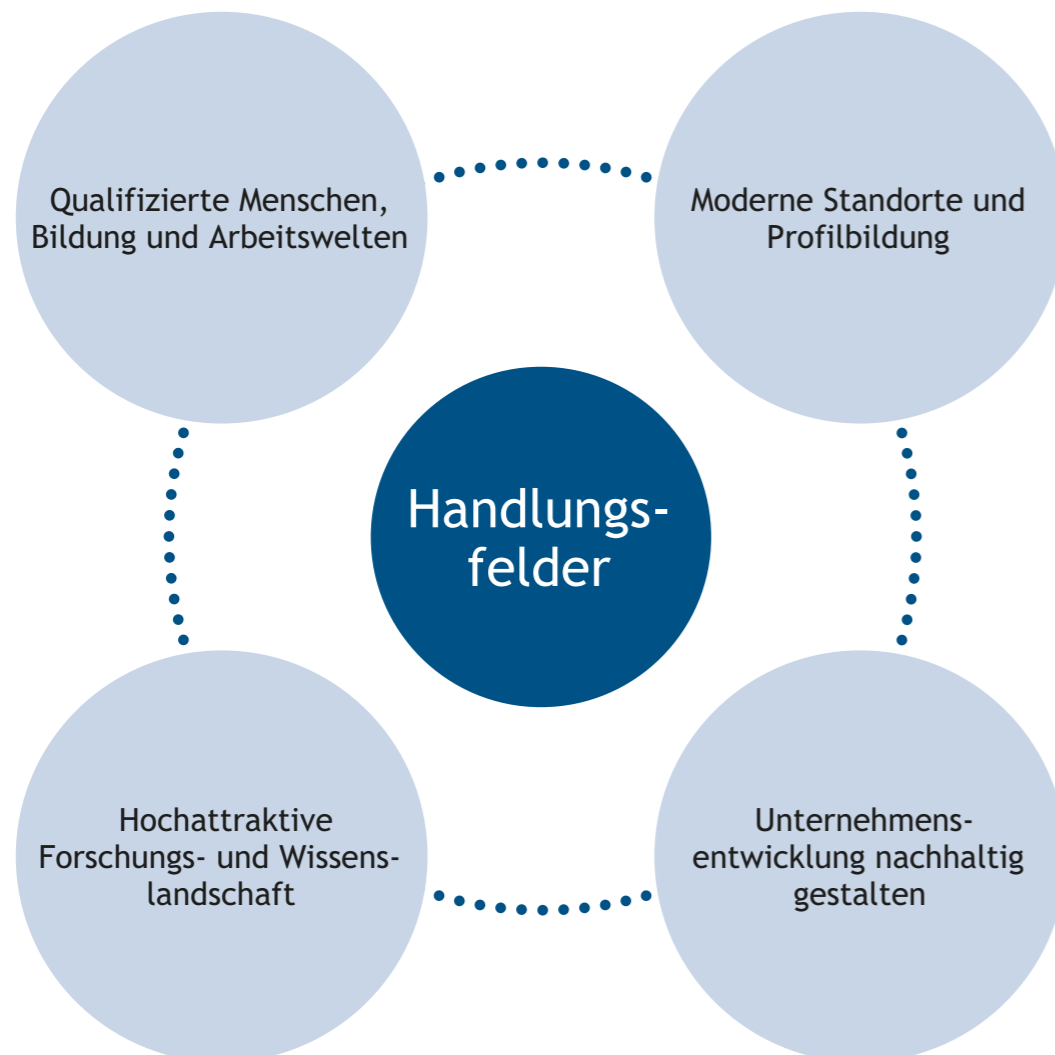 Qualifizierte Menschen,
Bildung und Arbeitswelten
Moderne Standorte und
Profilbildung
Handlungs-
felder
Hochattraktive
Forschungs- und Wissens-
landschaft
Unternehmens-
entwicklung nachhaltig
gestalten